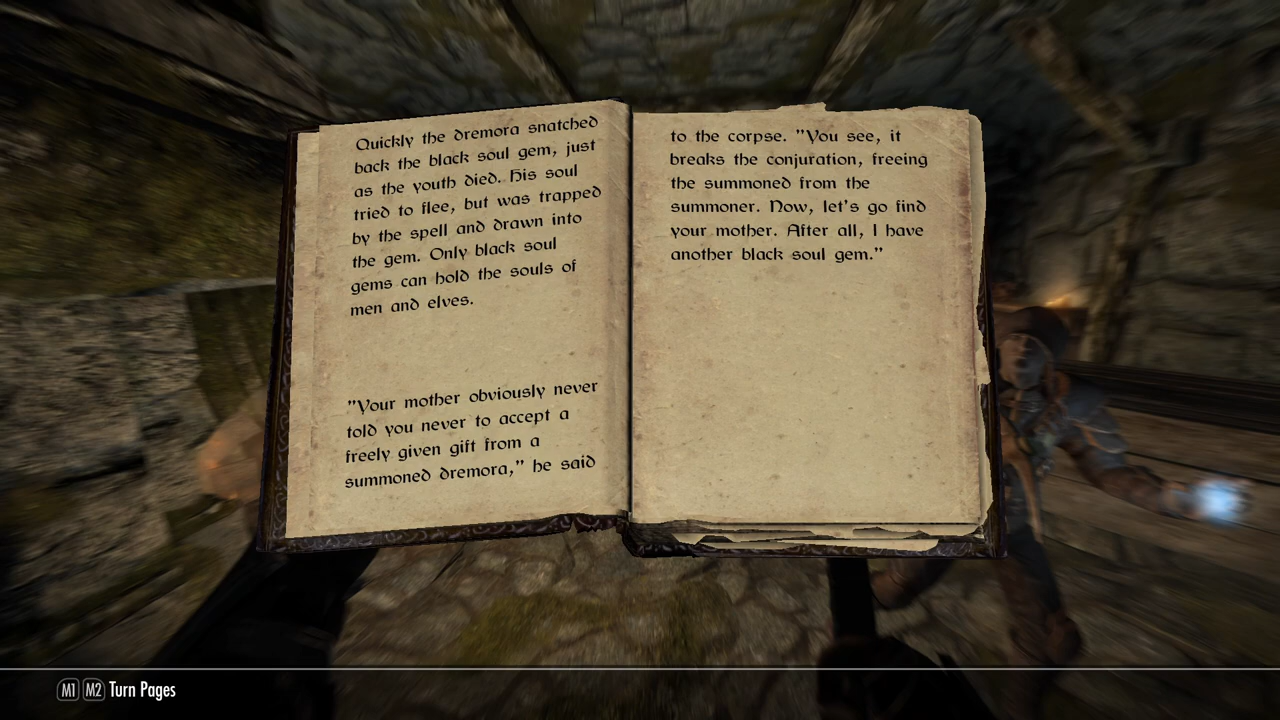 Quickly the dremora snatched
back the black soul gem, just
as the youth died. His soul
tried to flee, but was trapped
by the spell and drawn into
the gem. Only black soul
gems can hold the souls of
men and elves.
"Your mother obviously never
told you never to accept a
freely given gift from a
summoned dremora," he said
to the corpse. "You see, it
breaks the conjuration, freeing
the summoned from the
summoner. Now, let's go find
your mother. After all, I have
another black soul gem."
M1 M2 Turn Pages